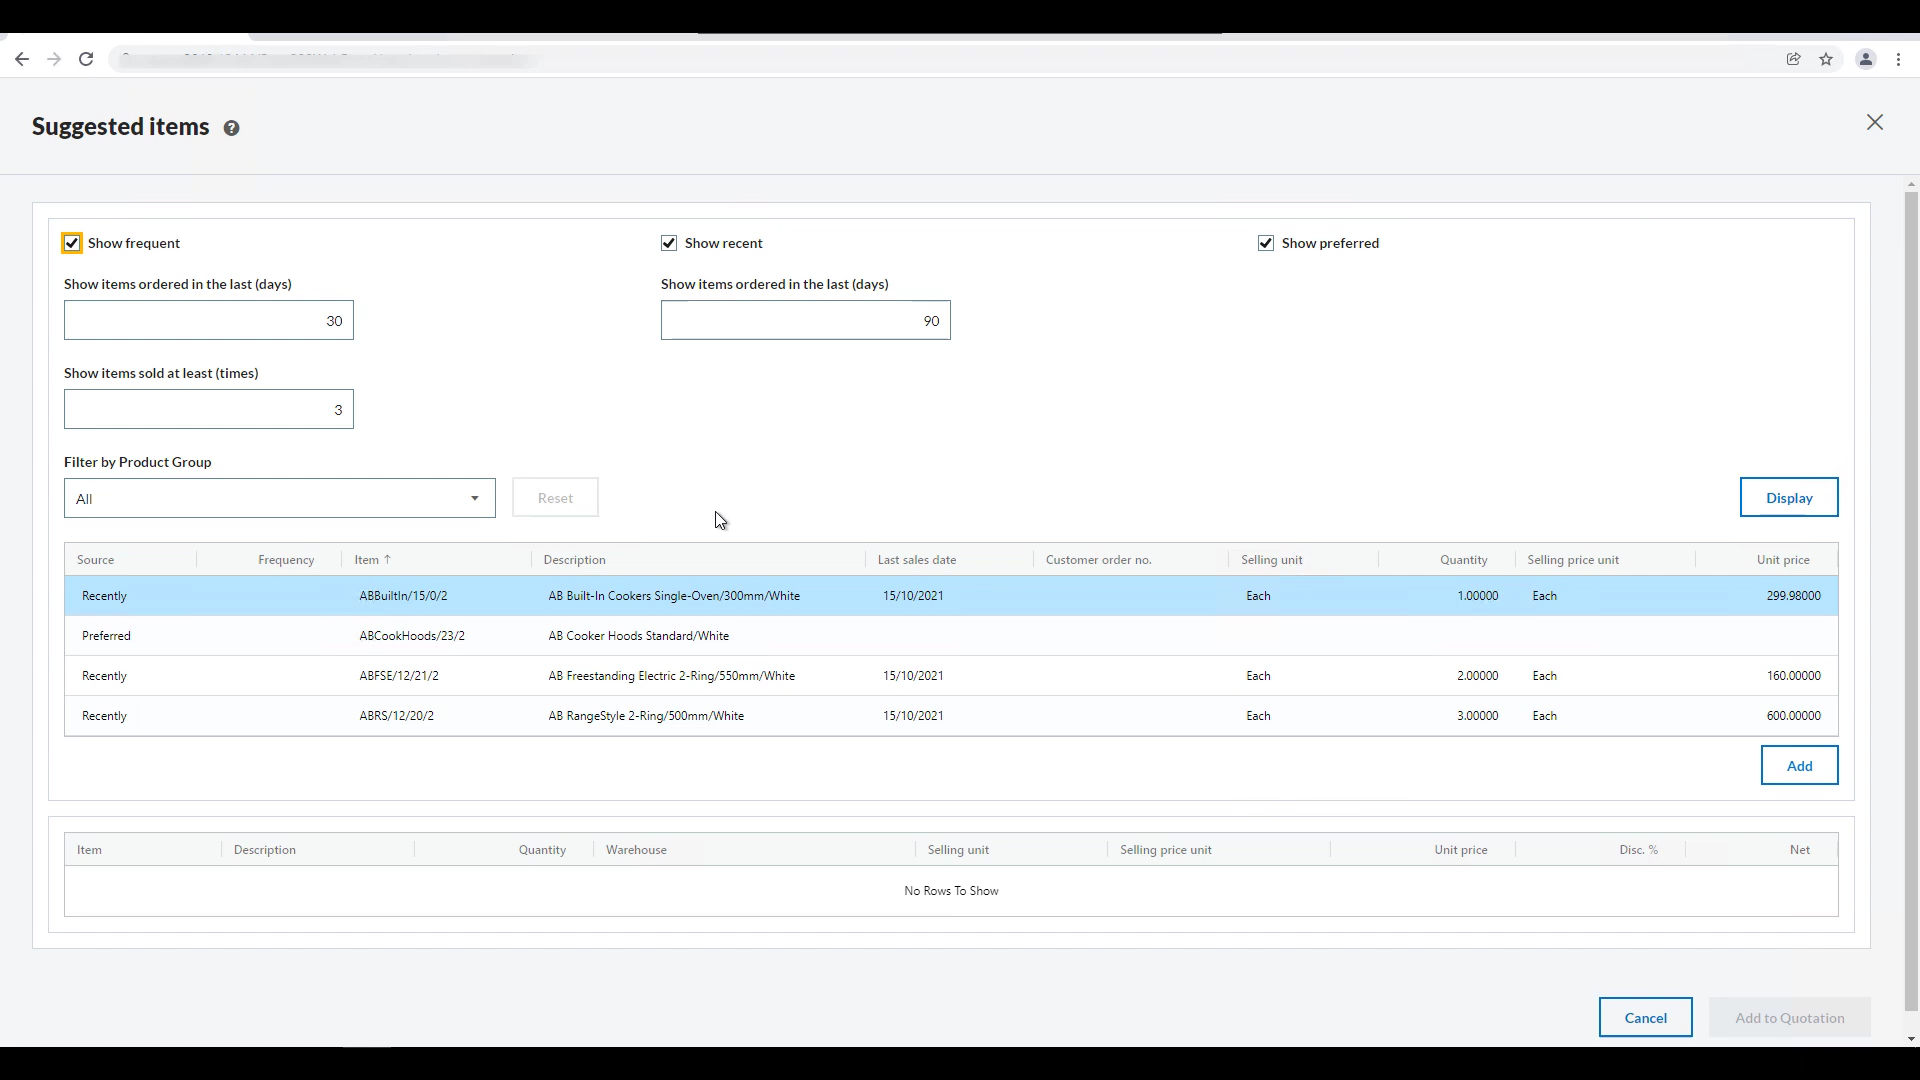 Suggested items ?
Show frequent Show recent Show preferred
Show items ordered in the last (days) Show items ordered in the last (days)
30 90
Show items sold at least (times)
3
Filter by Product Group
All Reset Display
Source Frequency Item ↑ Description Last sales date Customer order no. Selling unit Quantity Selling price unit Unit price
Recently ABBuiltIn/15/0/2 AB Built-In Cookers Single-Oven/300mm/White 15/10/2021 Each 1.00000 Each 299.98000
Preferred ABCookHoods/23/2 AB Cooker Hoods Standard/White
Recently ABFSE/12/21/2 AB Freestanding Electric 2-Ring/550mm/White 15/10/2021 Each 2.00000 Each 160.00000
Recently ABRS/12/20/2 AB RangeStyle 2-Ring/500mm/White 15/10/2021 Each 3.00000 Each 600.00000
Add
Item Description Quantity Warehouse Selling unit Selling price unit Unit price Disc. % Net
No Rows To Show
Cancel Add to Quotation